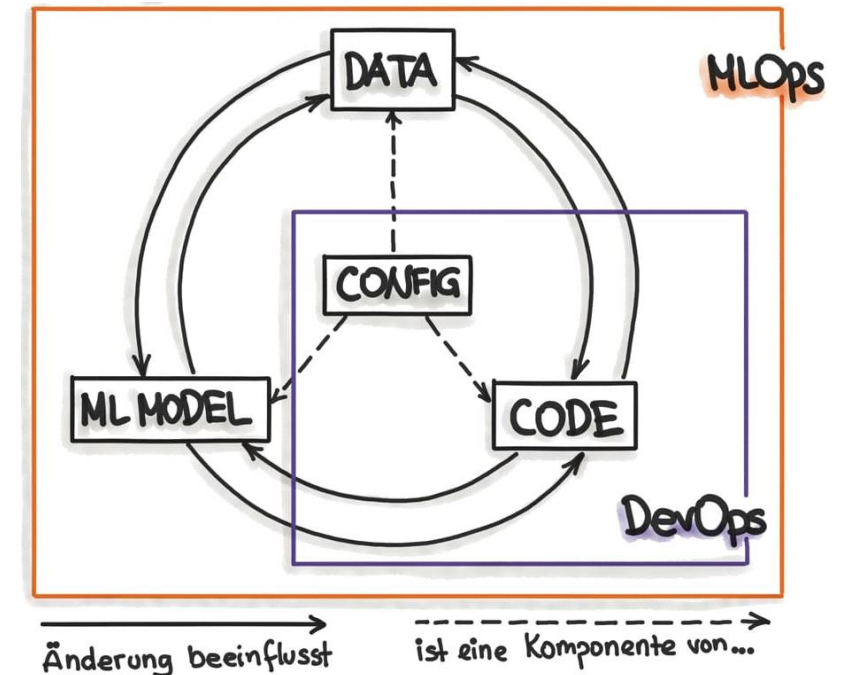 DATA
MLOps
CONFIG
ML MODEL
CODE
DevOps
Änderung beeinflusst
ist eine Komponente von...